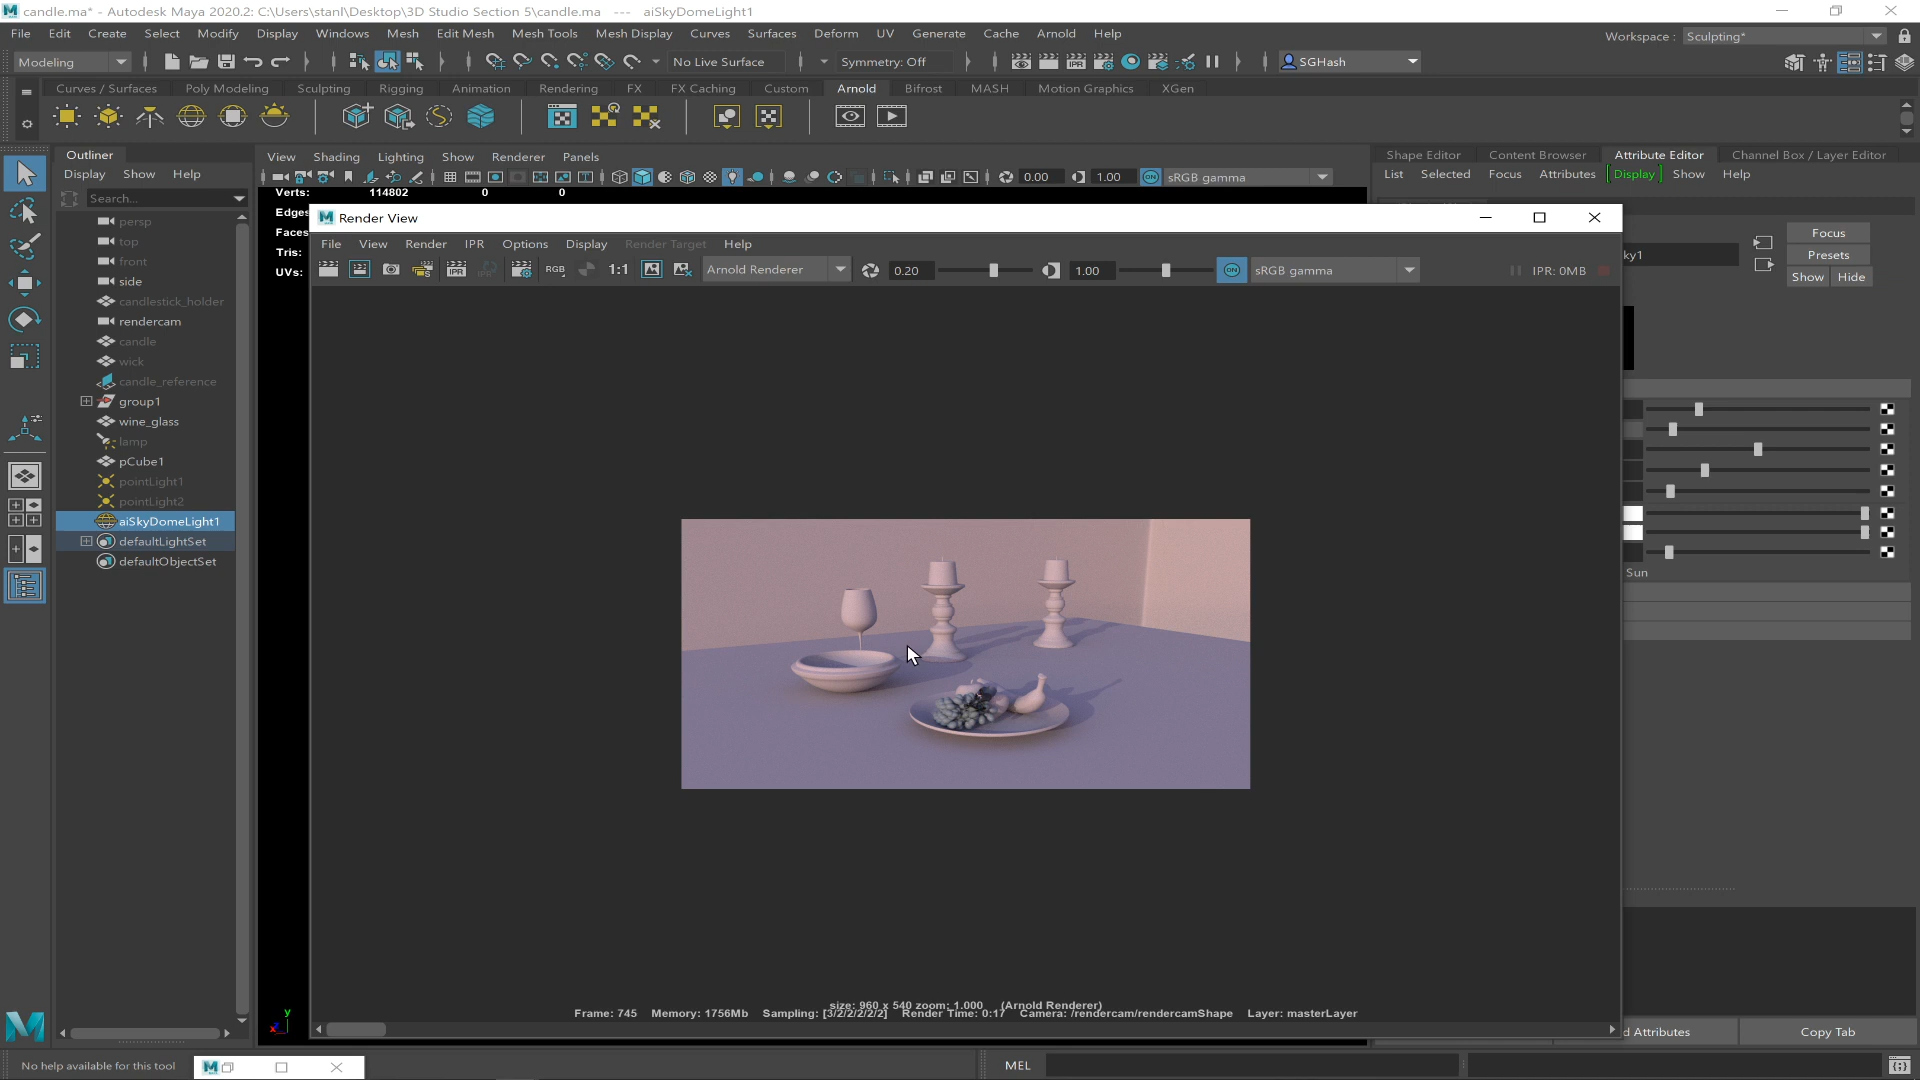 candle.ma* - Autodesk Maya 2020.2: C:\Users\stanl\Desktop\3D Studio Section 5\candle.ma --- aiSkyDomeLight1
File Edit Create Select Modify Display Windows Mesh Edit Mesh Mesh Tools Mesh Display Curves Surfaces Deform UV Generate Cache Arnold Help
Workspace : Sculpting*
Modeling
No Live Surface
Symmetry: Off
SGHash
Curves / Surfaces Poly Modeling Sculpting Rigging Animation Rendering FX FX Caching Custom Arnold Bifrost MASH Motion Graphics XGen
Outliner
Display Show Help
Search...
persp
top
front
side
candlestick_holder
rendercam
candle
wick
candle_reference
group1
wine_glass
lamp
pCube1
pointLight1
pointLight2
aiSkyDomeLight1
defaultLightSet
defaultObjectSet
View Shading Lighting Show Renderer Panels
0.00 1.00 ON sRGB gamma
Verts: 114802 0 0
Edges
Faces
Tris:
UVs:
Render View
File View Render IPR Options Display Render Target Help
IPR RGB 1:1 Arnold Renderer 0.20 1.00 ON sRGB gamma IPR: 0MB
size: 960 x 540 zoom: 1.000 (Arnold Renderer)
Frame: 745 Memory: 1756Mb Sampling: [3/2/2/2/2/2] Render Time: 0:17 Camera: /rendercam/rendercamShape Layer: masterLayer
Shape Editor Content Browser Attribute Editor Channel Box / Layer Editor
List Selected Focus Attributes Display Show Help
ky1
Focus
Presets
Show Hide
Sun
d Attributes
Copy Tab
No help available for this tool
MEL